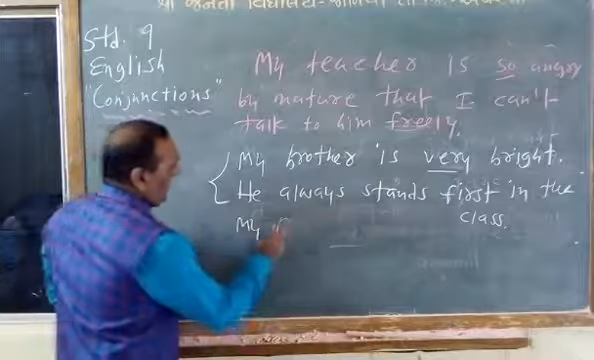 Std. 9
English
"Conjunctions"
My teacher is so angry
by nature that I can't
talk to him freely.
My brother is very bright.
He always stands first in the
class.
My